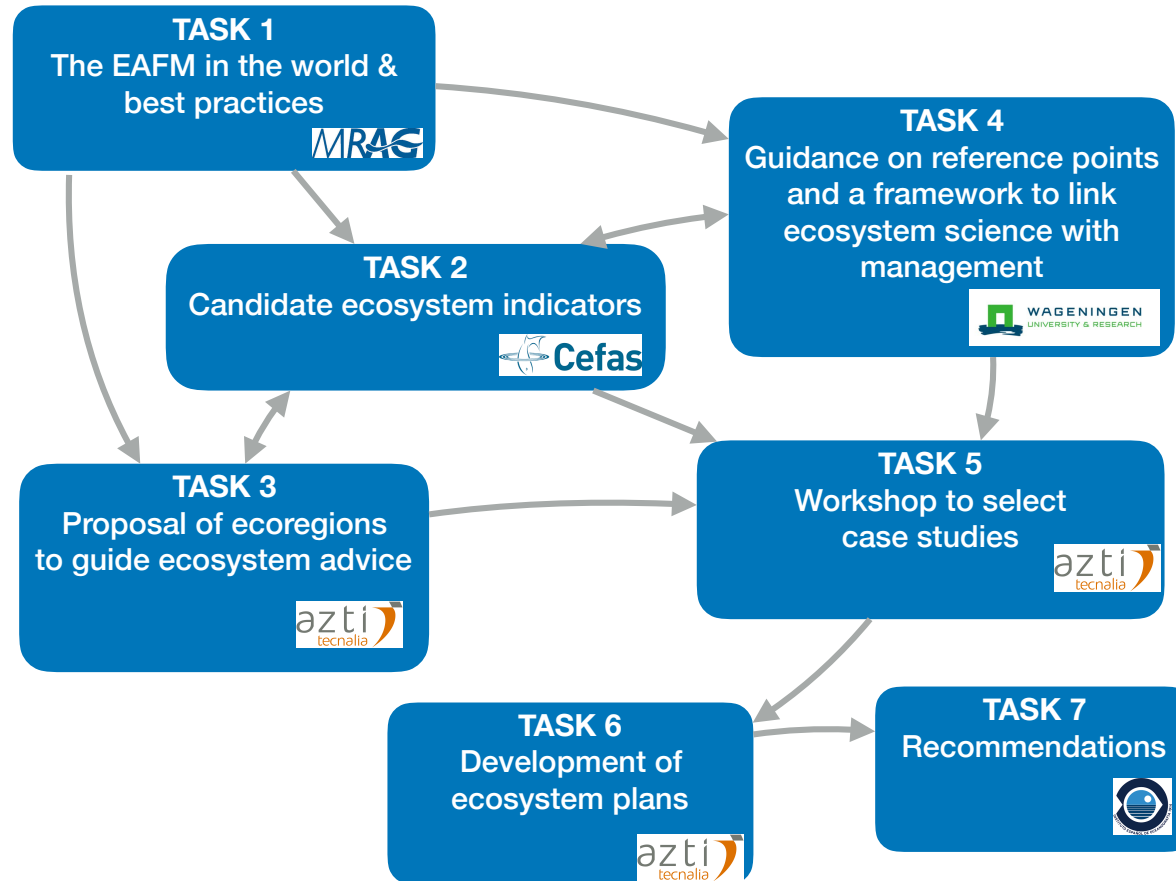 TASK 1
The EAFM in the world &
best practices
MRAG
TASK 4
Guidance on reference points
and a framework to link
ecosystem science with
management
WAGENINGEN
UNIVERSITY & RESEARCH
TASK 2
Candidate ecosystem indicators
Cefas
TASK 3
Proposal of ecoregions
to guide ecosystem advice
azti
tecnalia
TASK 5
Workshop to select
case studies
azti
tecnalia
TASK 6
Development of
ecosystem plans
azti
tecnalia
TASK 7
Recommendations